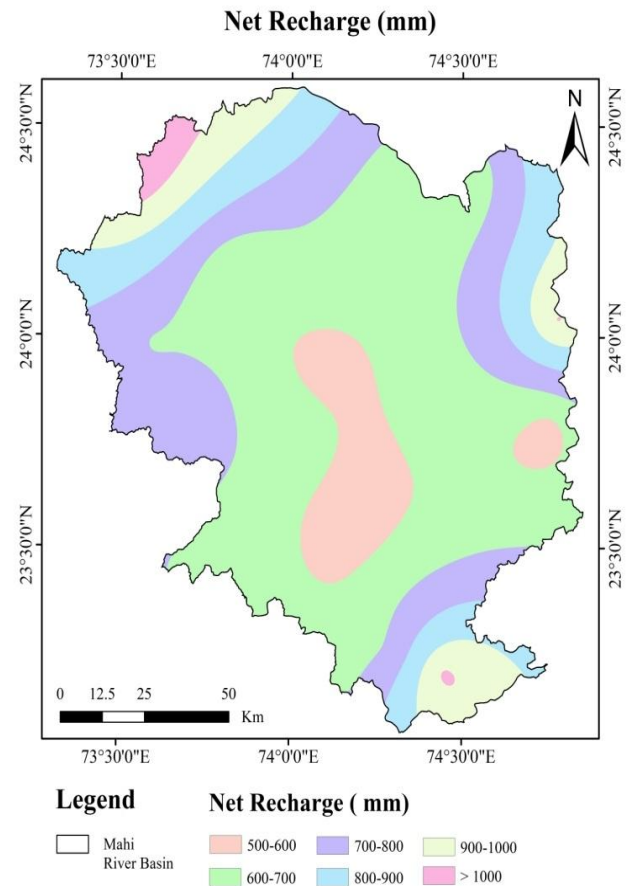 Net Recharge (mm)
73°30'0"E 74°0'0"E 74°30'0"E
N
24°30'0"N 24°30'0"N
24°0'0"N 24°0'0"N
23°30'0"N 23°30'0"N
0 12.5 25 50
Km
73°30'0"E 74°0'0"E 74°30'0"E
Legend Net Recharge ( mm)
Mahi River Basin
500-600 700-800 900-1000
600-700 800-900 > 1000